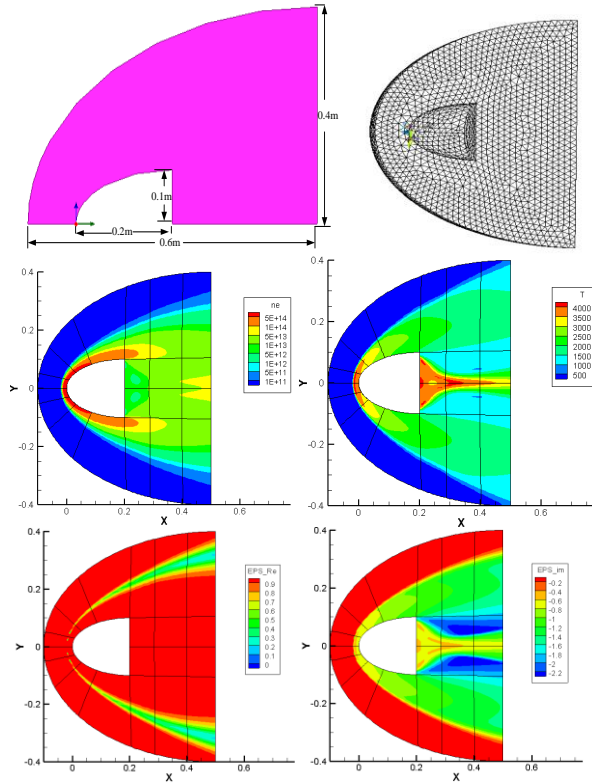 0.4m
0.1m
0.2m
0.6m
0.4
0.2
0
-0.2
-0.4
Y
0
0.2
0.4
0.6
X
ne
5E+14
1E+14
5E+13
1E+13
5E+12
1E+12
5E+11
1E+11
0.4
0.2
0
-0.2
-0.4
Y
0
0.2
0.4
0.6
X
T
4000
3500
3000
2500
2000
1500
1000
500
0.4
0.2
0
-0.2
-0.4
Y
0
0.2
0.4
0.6
X
EPS_Re
0.9
0.8
0.7
0.6
0.5
0.4
0.3
0.2
0.1
0
0.4
0.2
0
-0.2
-0.4
Y
0
0.2
0.4
0.6
X
EPS_im
-0.2
-0.4
-0.6
-0.8
-1
-1.2
-1.4
-1.6
-1.8
-2
-2.2